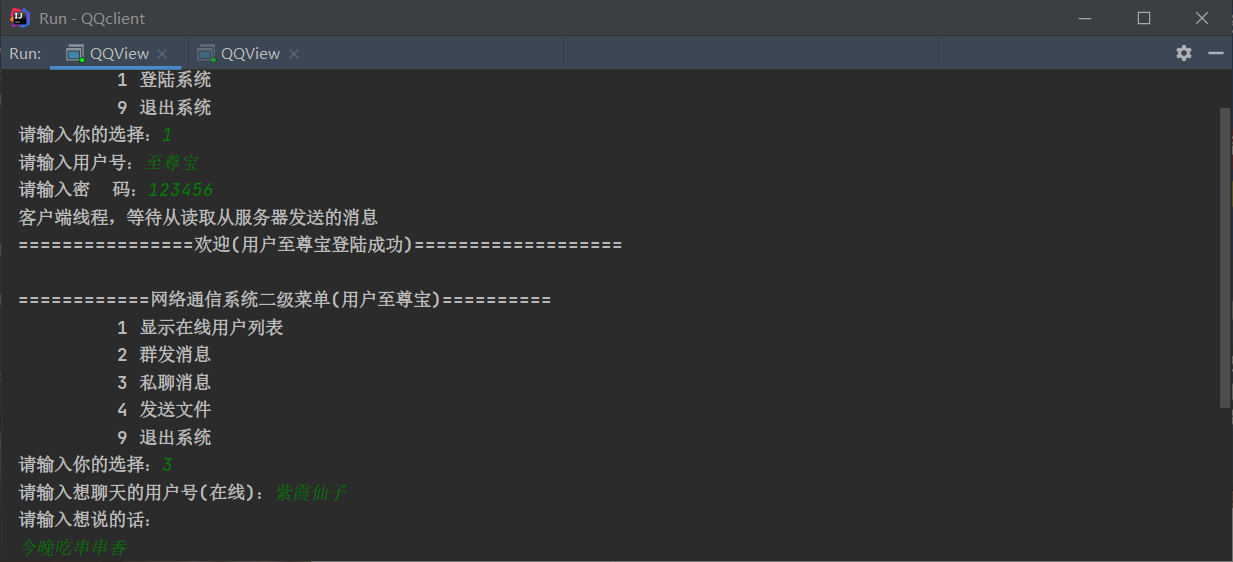 Run - QQclient
Run: QQView × QQView ×
1 登陆系统
9 退出系统
请输入你的选择：1
请输入用户号：至尊宝
请输入密　码：123456
客户端线程，等待从读取从服务器发送的消息
================欢迎(用户至尊宝登陆成功)===================
============网络通信系统二级菜单(用户至尊宝)==========
1 显示在线用户列表
2 群发消息
3 私聊消息
4 发送文件
9 退出系统
请输入你的选择：3
请输入想聊天的用户号(在线)：紫霞仙子
请输入想说的话：
今晚吃串串香